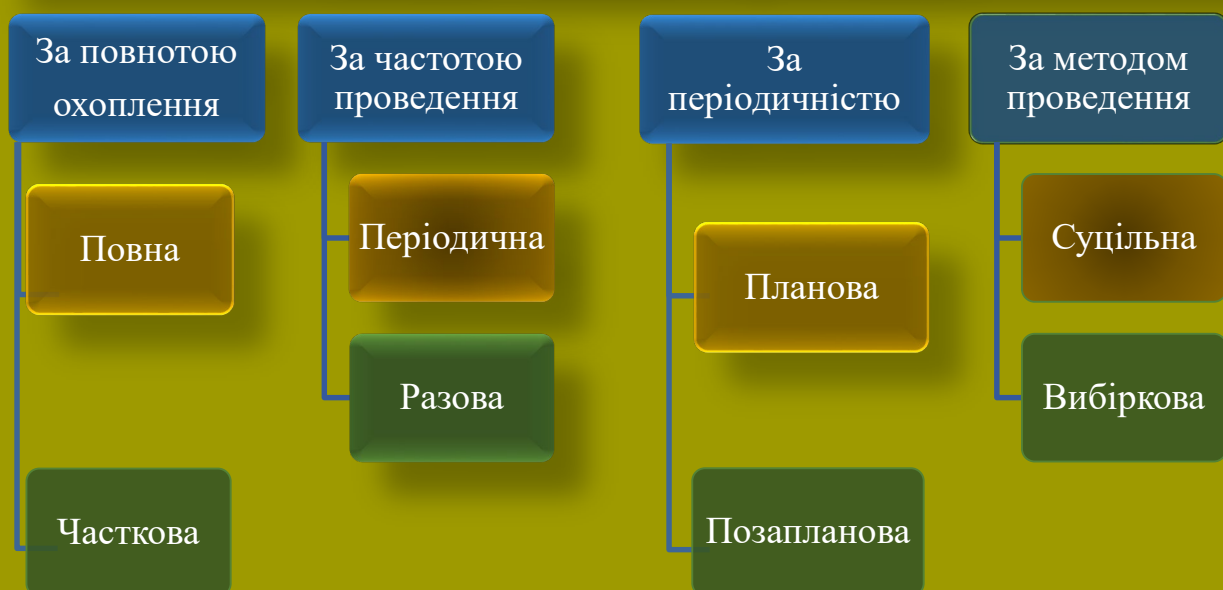 За повнотою
охоплення
Повна
Часткова
За частотою
проведення
Періодична
Разова
За
періодичністю
Планова
Позапланова
За методом
проведення
Суцільна
Вибіркова